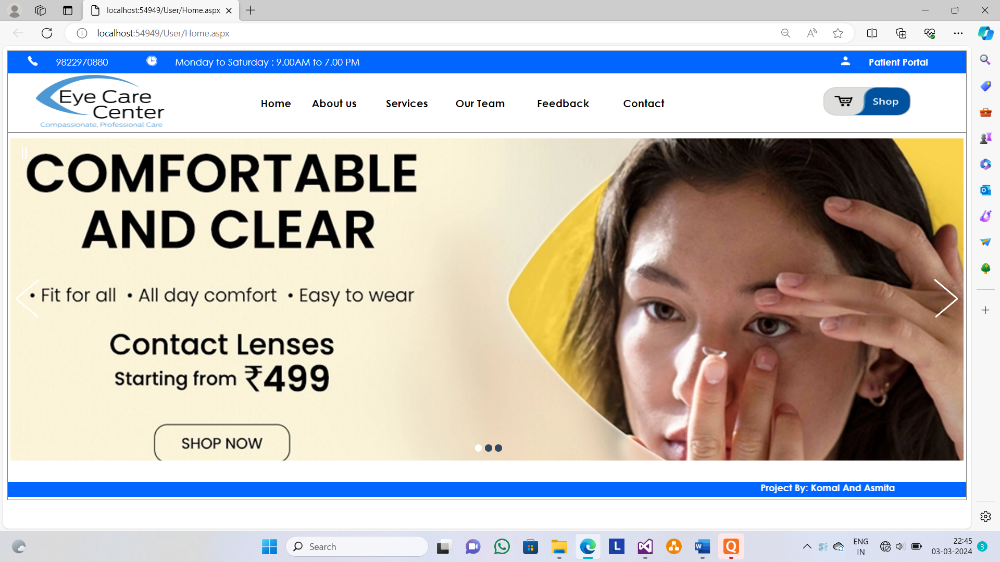 localhost:54949/User/Home.aspx
localhost:54949/User/Home.aspx
9822970880 Monday to Saturday : 9.00AM to 7.00 PM Patient Portal
Eye Care
Center
Compassionate, Professional Care
Home About us Services Our Team Feedback Contact
Shop
COMFORTABLE
AND CLEAR
• Fit for all • All day comfort • Easy to wear
Contact Lenses
Starting from ₹499
SHOP NOW
Project By: Komal And Asmita
Search
ENG
IN
22:45
03-03-2024
3